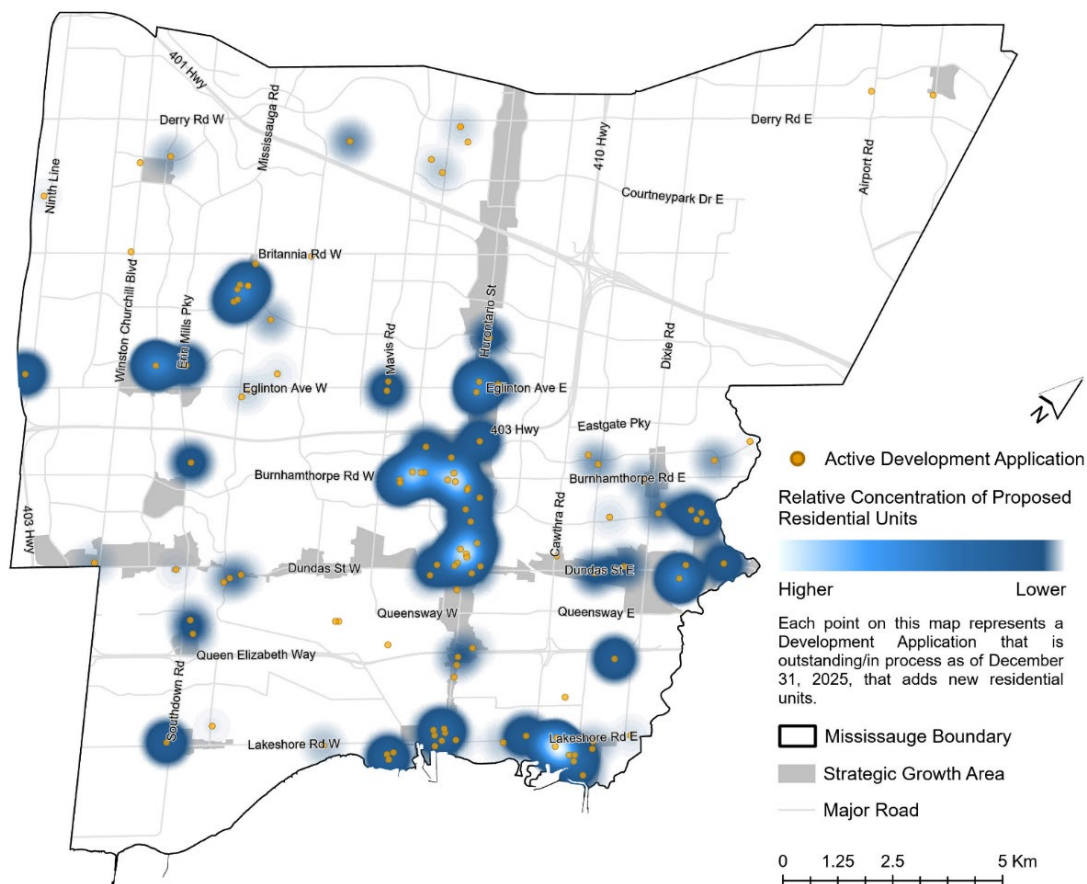 401 Hwy
Derry Rd W
Mississauga Rd
410 Hwy
Derry Rd E
Airport Rd
Ninth Line
Courtneypark Dr E
Britannia Rd W
Winston Churchill Blvd
Erin Mills Pky
Hurontario St
Mavis Rd
Dixie Rd
Eglinton Ave W
Eglinton Ave E
N
403 Hwy
Eastgate Pky
Burnhamthorpe Rd W
Burnhamthorpe Rd E
403 Hwy
Cawthra Rd
Dundas St W
Dundas St E
Queensway W
Queensway E
Queen Elizabeth Way
Southdown Rd
Lakeshore Rd W
Lakeshore Rd E
Active Development Application
Relative Concentration of Proposed
Residential Units
Higher Lower
Each point on this map represents a
Development Application that is
outstanding/in process as of December
31, 2025, that adds new residential
units.
Mississauge Boundary
Strategic Growth Area
Major Road
0 1.25 2.5 5 Km